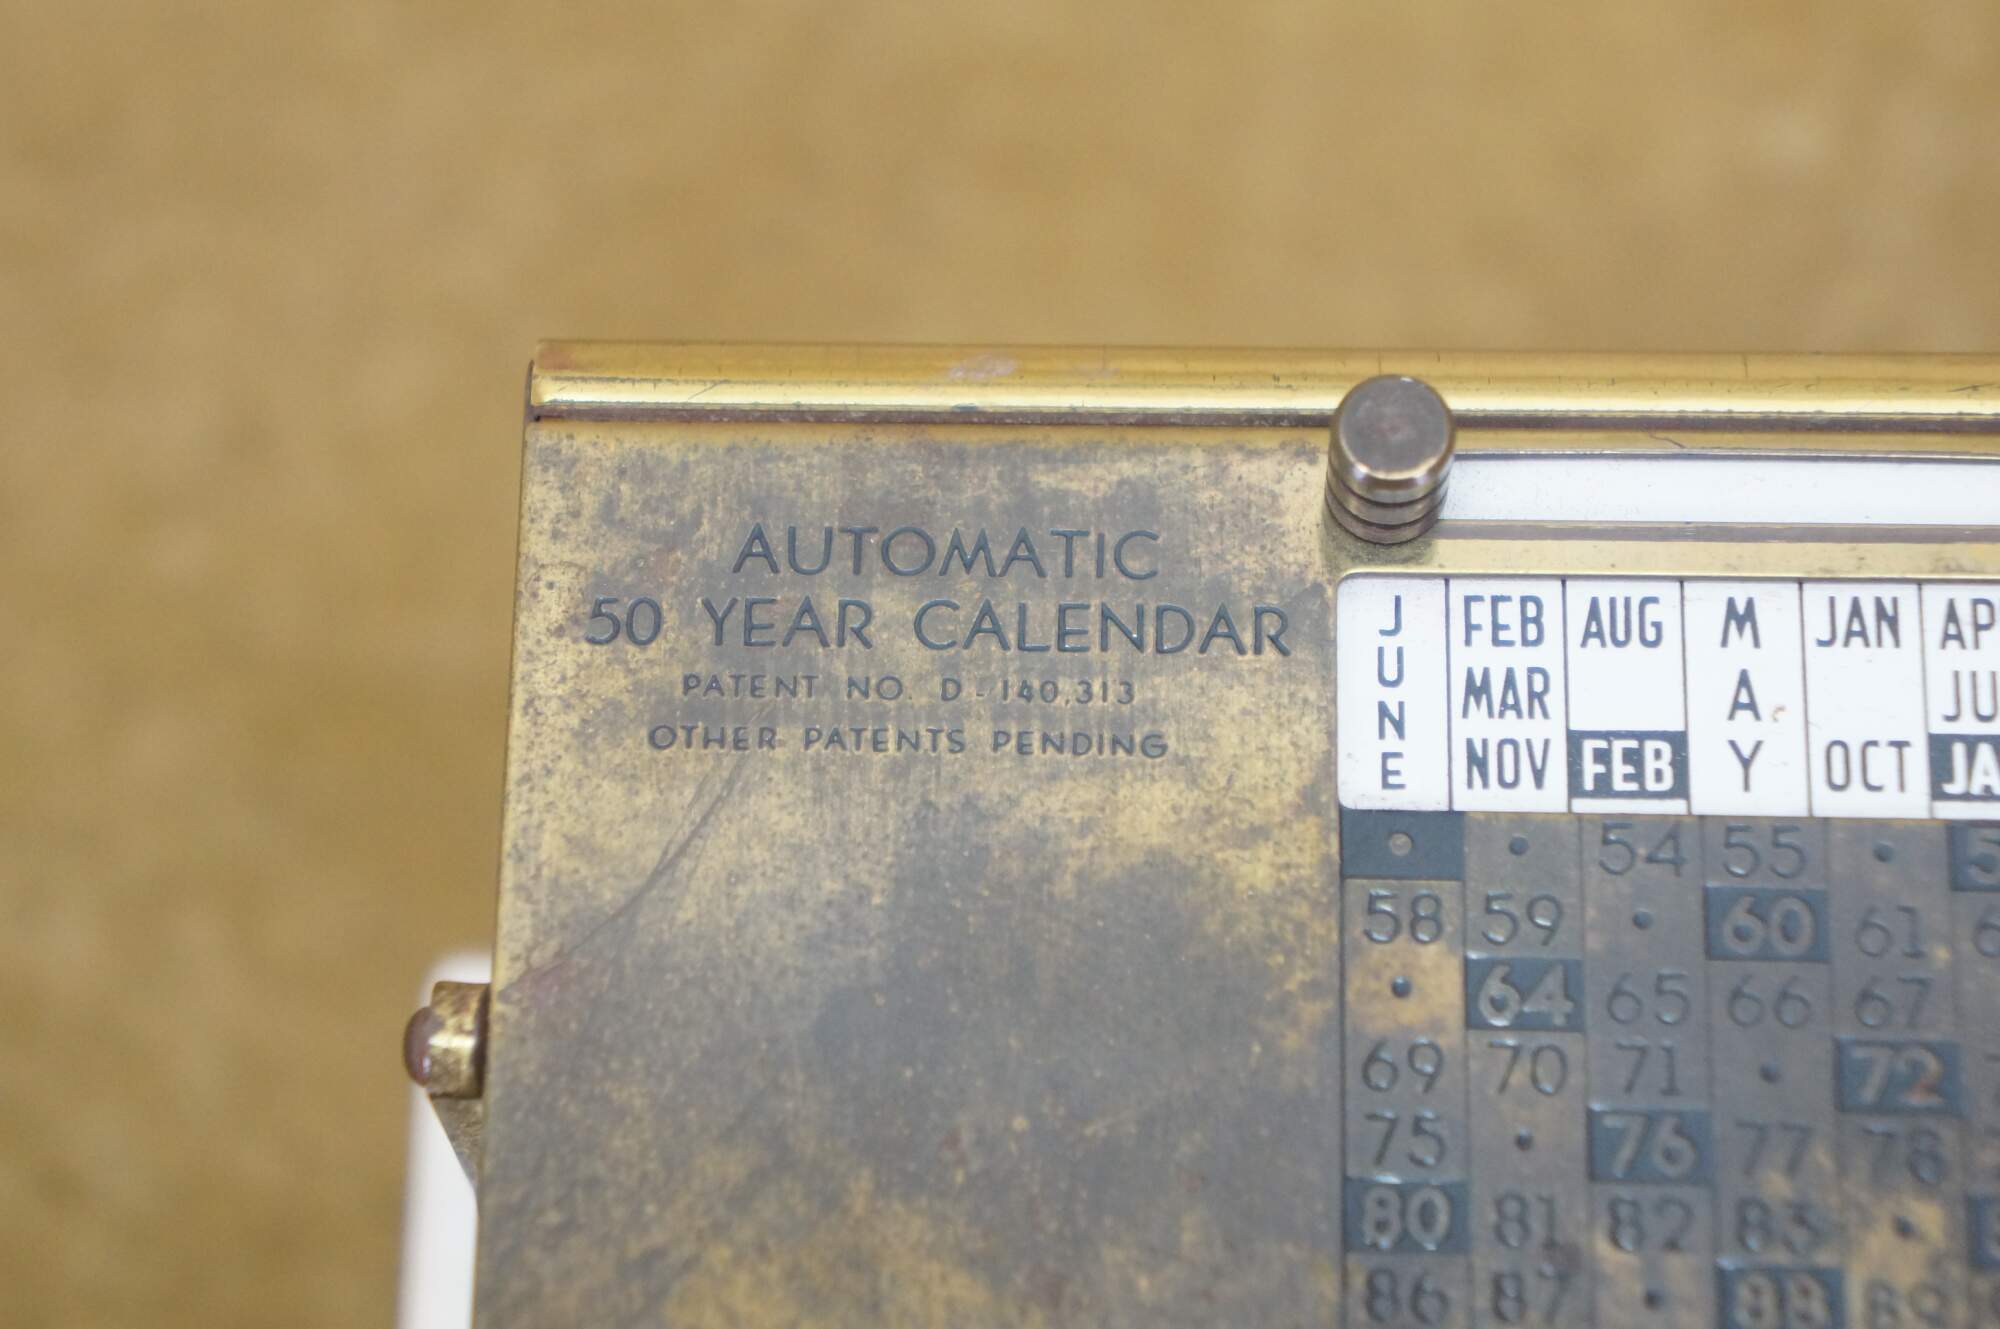 AUTOMATIC
50 YEAR CALENDAR
PATENT NO. D-140,313
OTHER PATENTS PENDING
JUNE FEB AUG MAY JAN
MAR
NOV FEB OCT
54 55
58 59 60 61
64 65 66 67
69 70 71 72
75 76 77 78
80 81 82 83
86 87 88 89